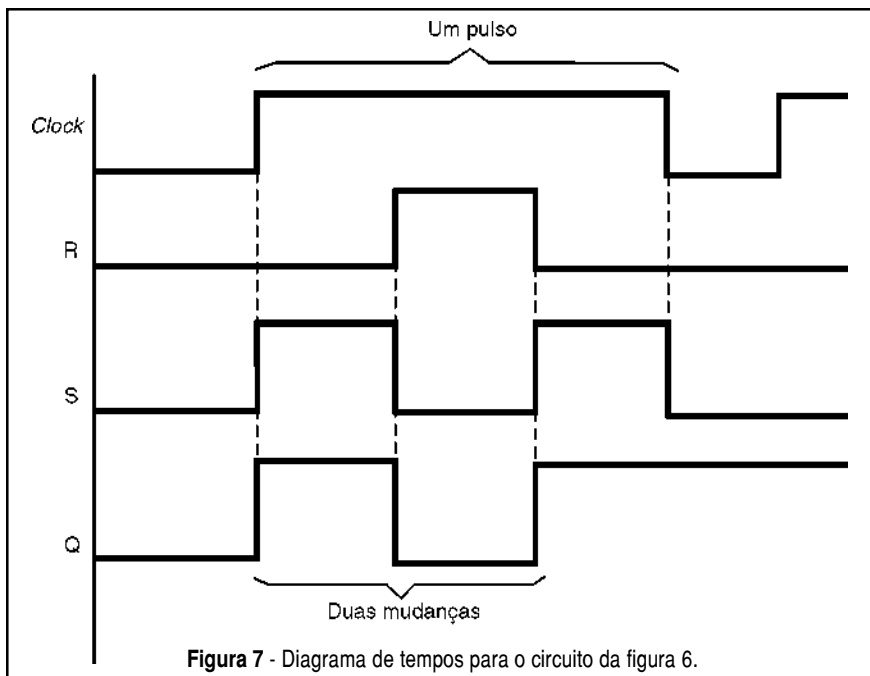 Um pulso
Clock
R
S
Q
Duas mudanças
Figura 7 - Diagrama de tempos para o circuito da figura 6.